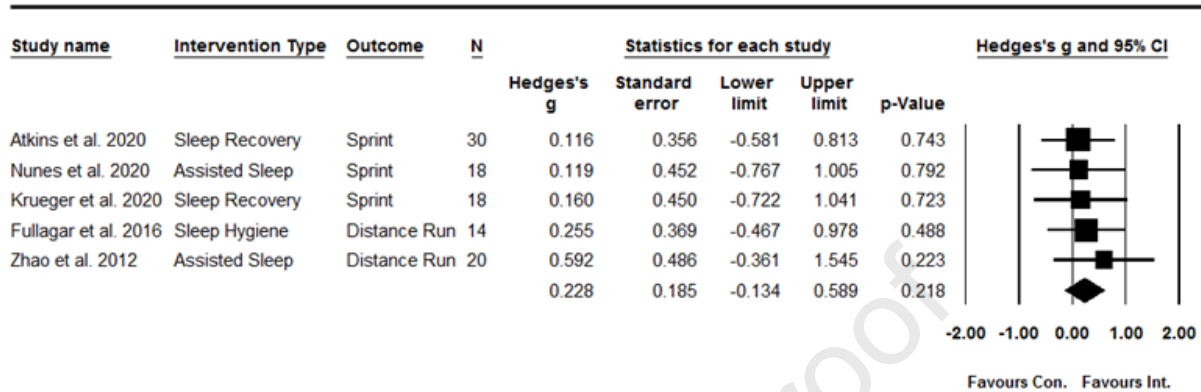 Study name Intervention Type Outcome N Statistics for each study Hedges's g and 95% CI
Hedges's g Standard error Lower limit Upper limit p-Value
Atkins et al. 2020 Sleep Recovery Sprint 30 0.116 0.356 -0.581 0.813 0.743
Nunes et al. 2020 Assisted Sleep Sprint 18 0.119 0.452 -0.767 1.005 0.792
Krueger et al. 2020 Sleep Recovery Sprint 18 0.160 0.450 -0.722 1.041 0.723
Fullagar et al. 2016 Sleep Hygiene Distance Run 14 0.255 0.369 -0.467 0.978 0.488
Zhao et al. 2012 Assisted Sleep Distance Run 20 0.592 0.486 -0.361 1.545 0.223
0.228 0.185 -0.134 0.589 0.218
-2.00 -1.00 0.00 1.00 2.00
Favours Con. Favours Int.
roof